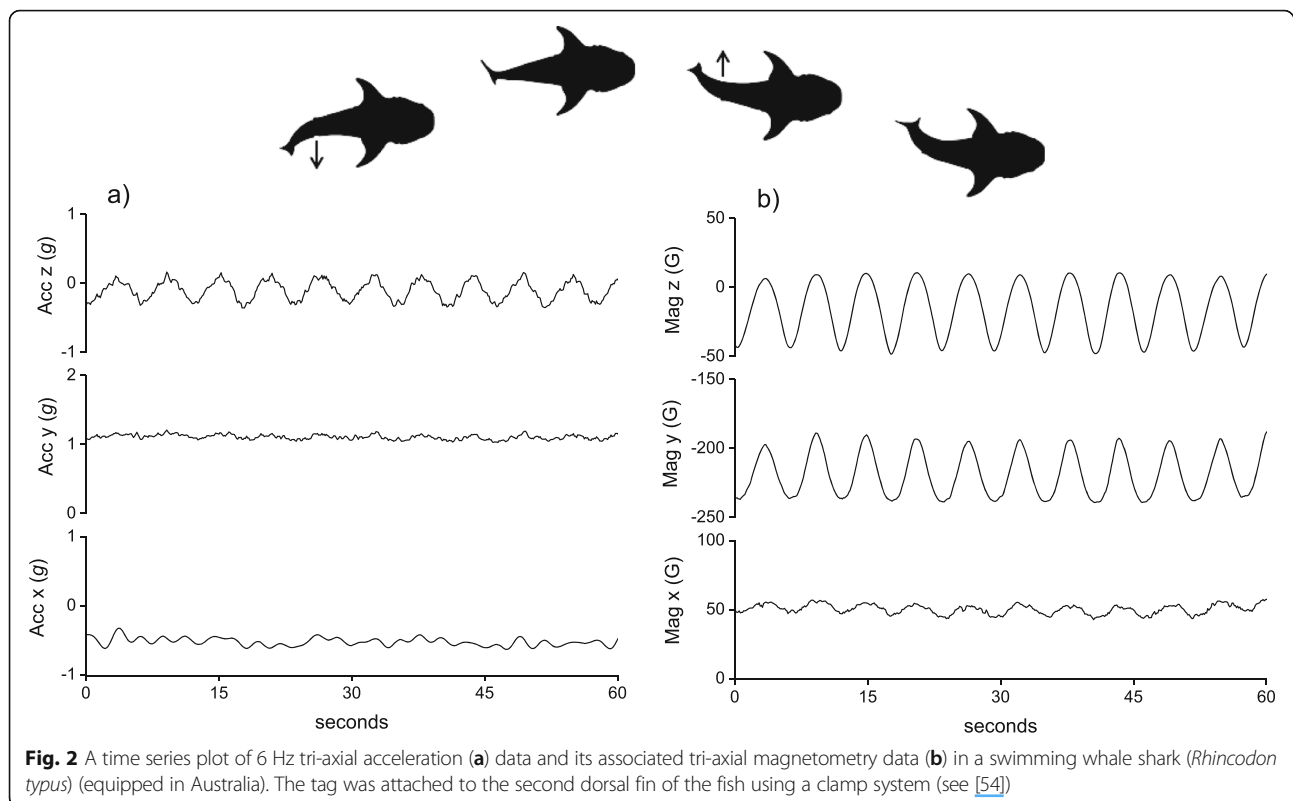 a)
1
0
-1
Acc z (g)
2
1
0
Acc y (g)
1
0
-1
Acc x (g)
0 15 30 45 60
seconds
b)
50
0
-50
Mag z (G)
-150
-200
-250
Mag y (G)
100
50
0
Mag x (G)
0 15 30 45 60
seconds
Fig. 2 A time series plot of 6 Hz tri-axial acceleration (a) data and its associated tri-axial magnetometry data (b) in a swimming whale shark (Rhincodon
typus) (equipped in Australia). The tag was attached to the second dorsal fin of the fish using a clamp system (see [54])